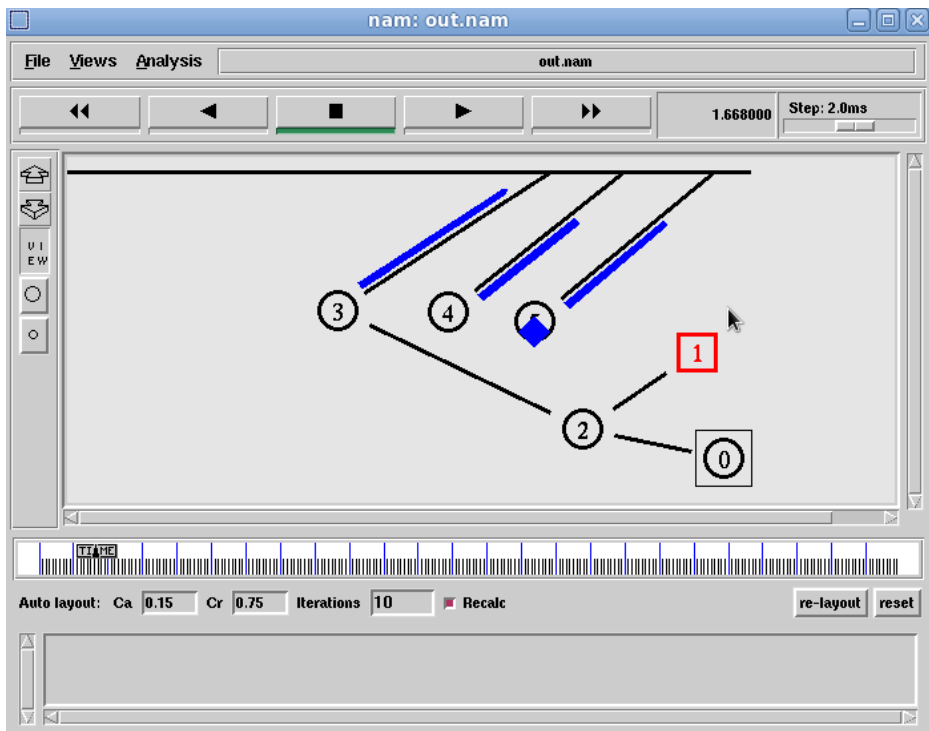 nam: out.nam
File Views Analysis out.nam
1.668000 Step: 2.0ms
V I
E W
3 4 5
1
2
0
TIME
Auto layout: Ca 0.15 Cr 0.75 Iterations 10 Recalc re-layout reset